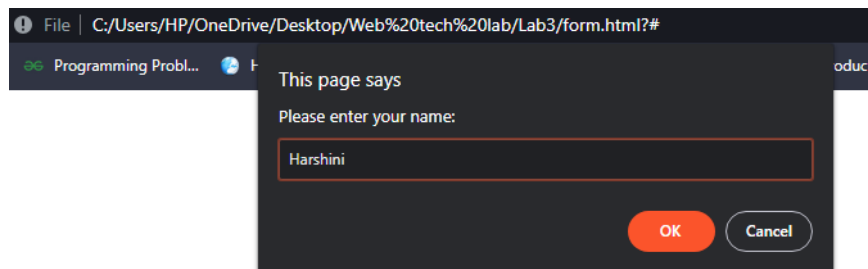 File | C:/Users/HP/OneDrive/Desktop/Web%20tech%20lab/Lab3/form.html?#
Programming Probl...
This page says
Please enter your name:
Harshini
OK Cancel